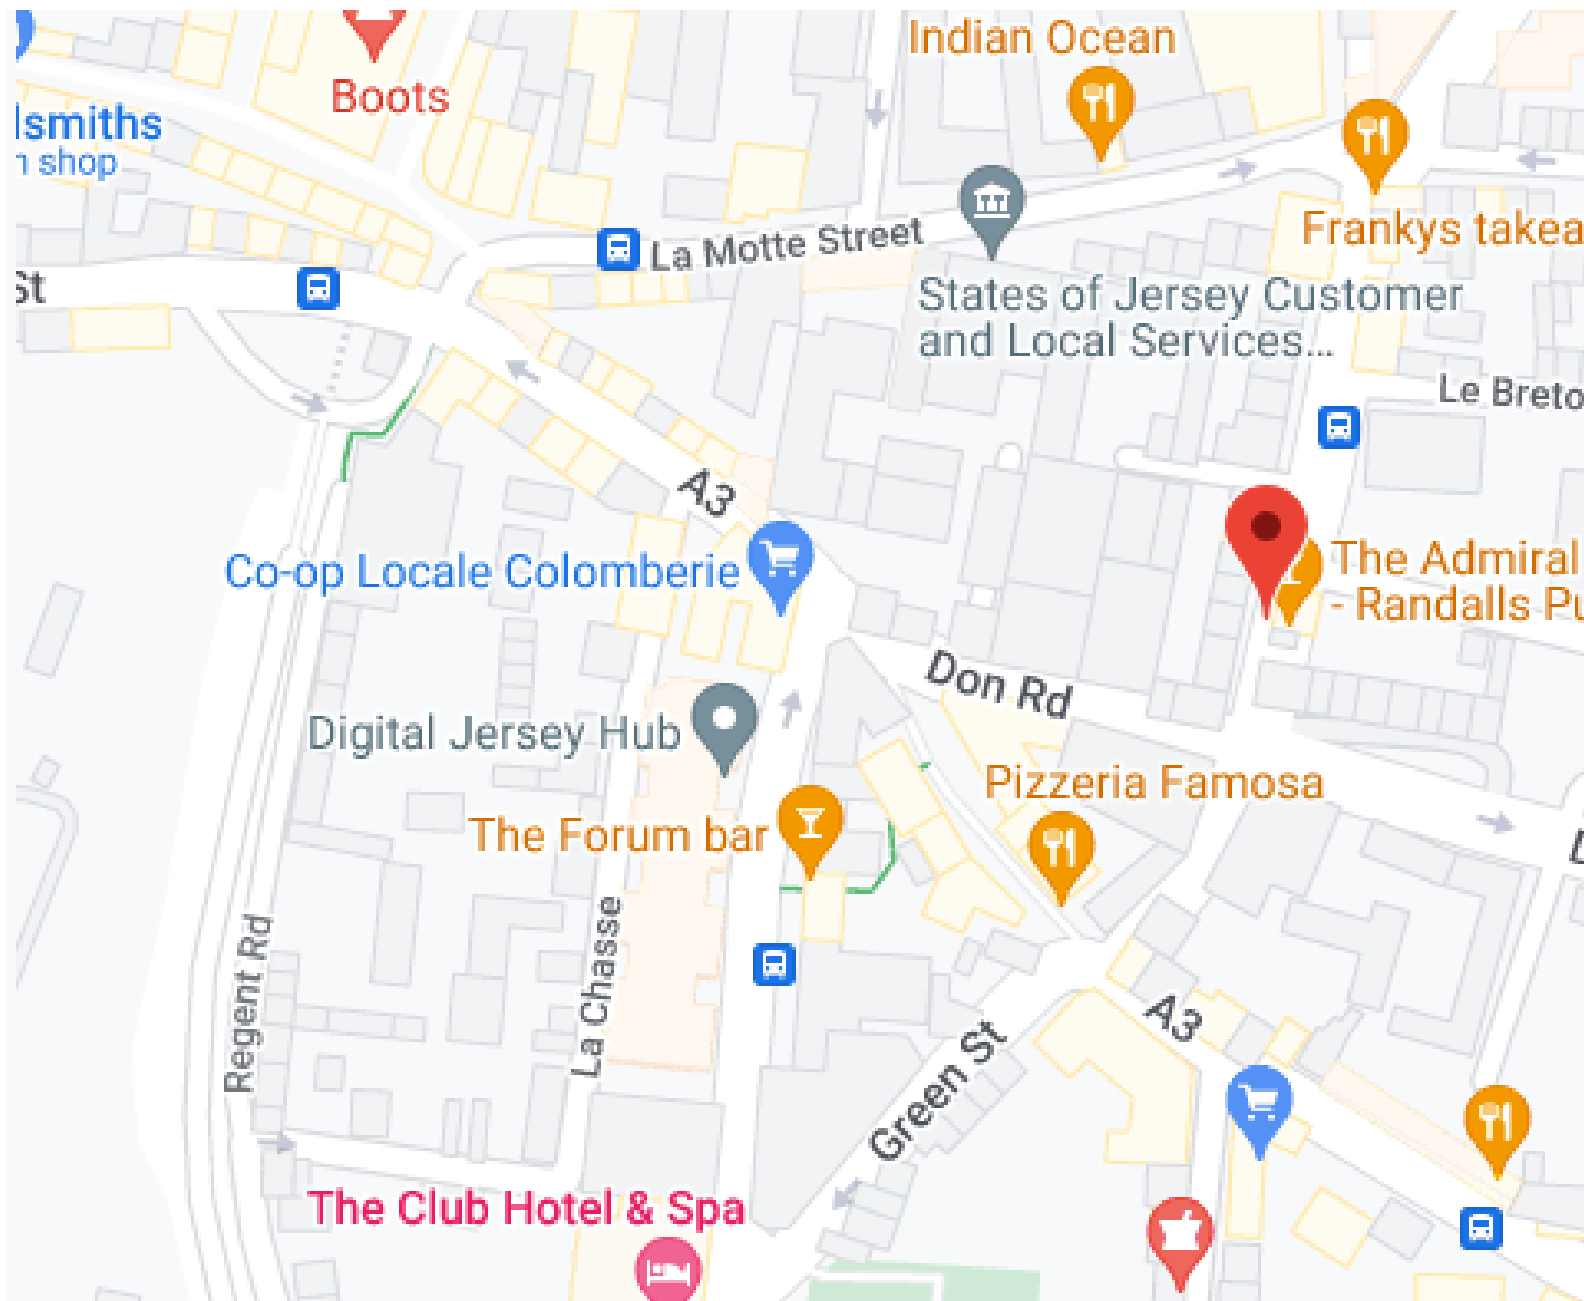 Indian Ocean
Boots
lsmiths
n shop
La Motte Street
Frankys takea
St
States of Jersey Customer
and Local Services...
Le Breto
A3
Co-op Locale Colomberie
The Admiral
- Randalls Pu
Don Rd
Digital Jersey Hub
Pizzeria Famosa
The Forum bar
Regent Rd
La Chasse
A3
Green St
The Club Hotel & Spa